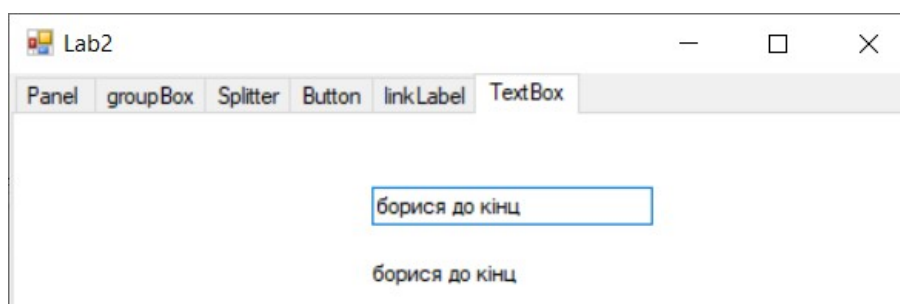 Lab2
Panel groupBox Splitter Button linkLabel TextBox
борися до кінц
борися до кінц